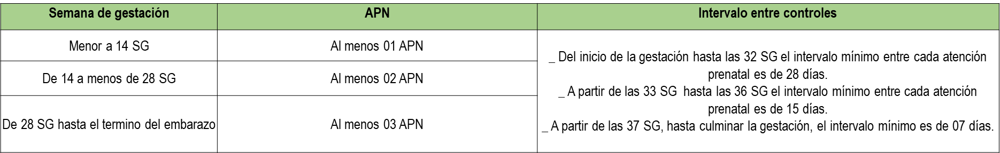 Semana de gestación
APN
Intervalo entre controles
Menor a 14 SG
Al menos 01 APN
De 14 a menos de 28 SG
Al menos 02 APN
De 28 SG hasta el termino del embarazo
Al menos 03 APN
_ Del inicio de la gestación hasta las 32 SG el intervalo mínimo entre cada atención
prenatal es de 28 días.
_ A partir de las 33 SG  hasta las 36 SG el intervalo mínimo entre cada atención
prenatal es de 15 días.
_ A partir de las 37 SG, hasta culminar la gestación, el intervalo mínimo es de 07 días.